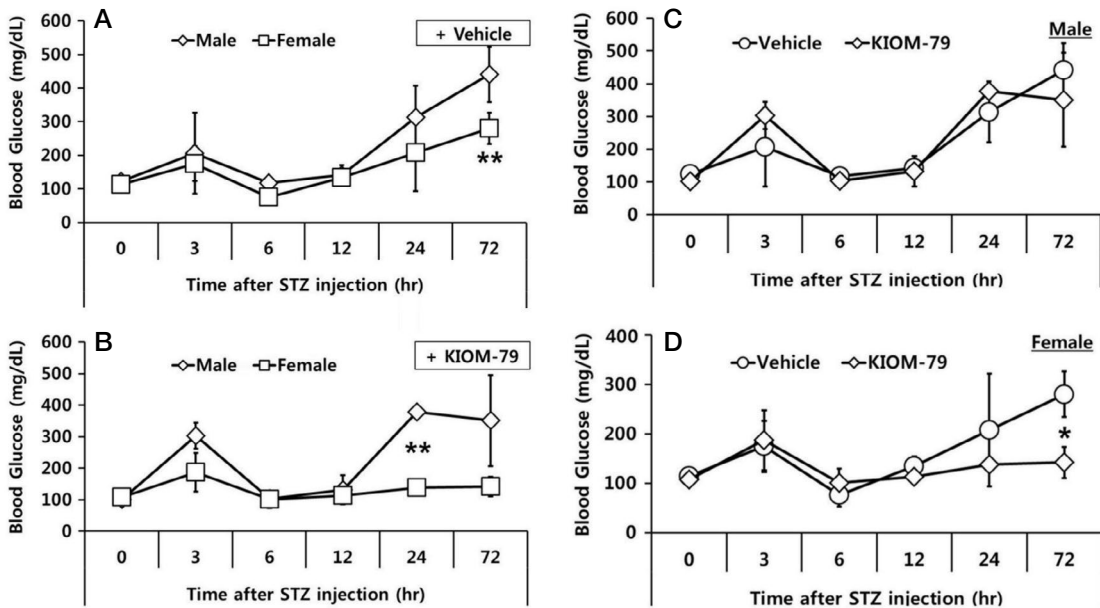 A
Blood Glucose (mg/dL)
600
500
400
300
200
100
0
Male Female
+ Vehicle
**
0 3 6 12 24 72
Time after STZ injection (hr)
C
Blood Glucose (mg/dL)
600
500
400
300
200
100
0
Vehicle KIOM-79
Male
0 3 6 12 24 72
Time after STZ injection (hr)
B
Blood Glucose (mg/dL)
600
500
400
300
200
100
0
Male Female
+ KIOM-79
**
0 3 6 12 24 72
Time after STZ injection (hr)
D
Blood Glucose (mg/dL)
400
300
200
100
0
Vehicle KIOM-79
Female
*
0 3 6 12 24 72
Time after STZ injection (hr)